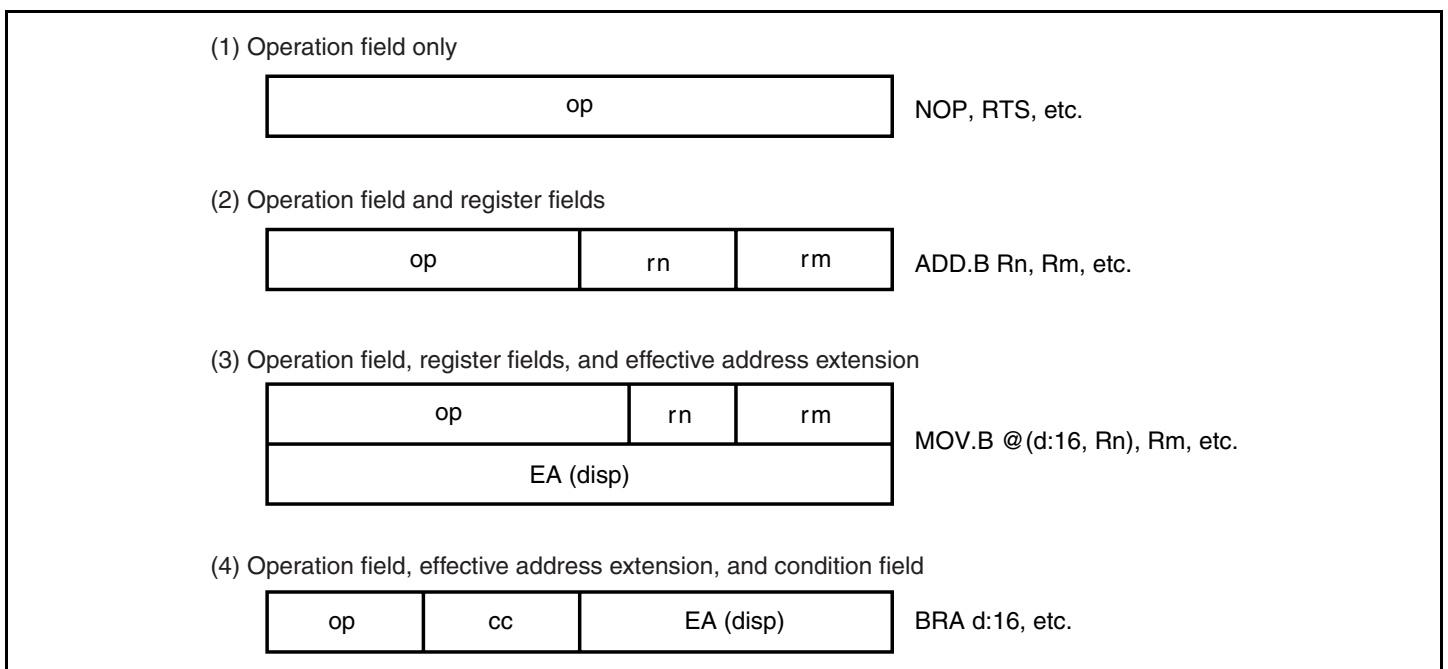 (1) Operation field only
op
NOP, RTS, etc.
(2) Operation field and register fields
op rn rm
ADD.B Rn, Rm, etc.
(3) Operation field, register fields, and effective address extension
op rn rm
EA (disp)
MOV.B @(d:16, Rn), Rm, etc.
(4) Operation field, effective address extension, and condition field
op cc EA (disp)
BRA d:16, etc.